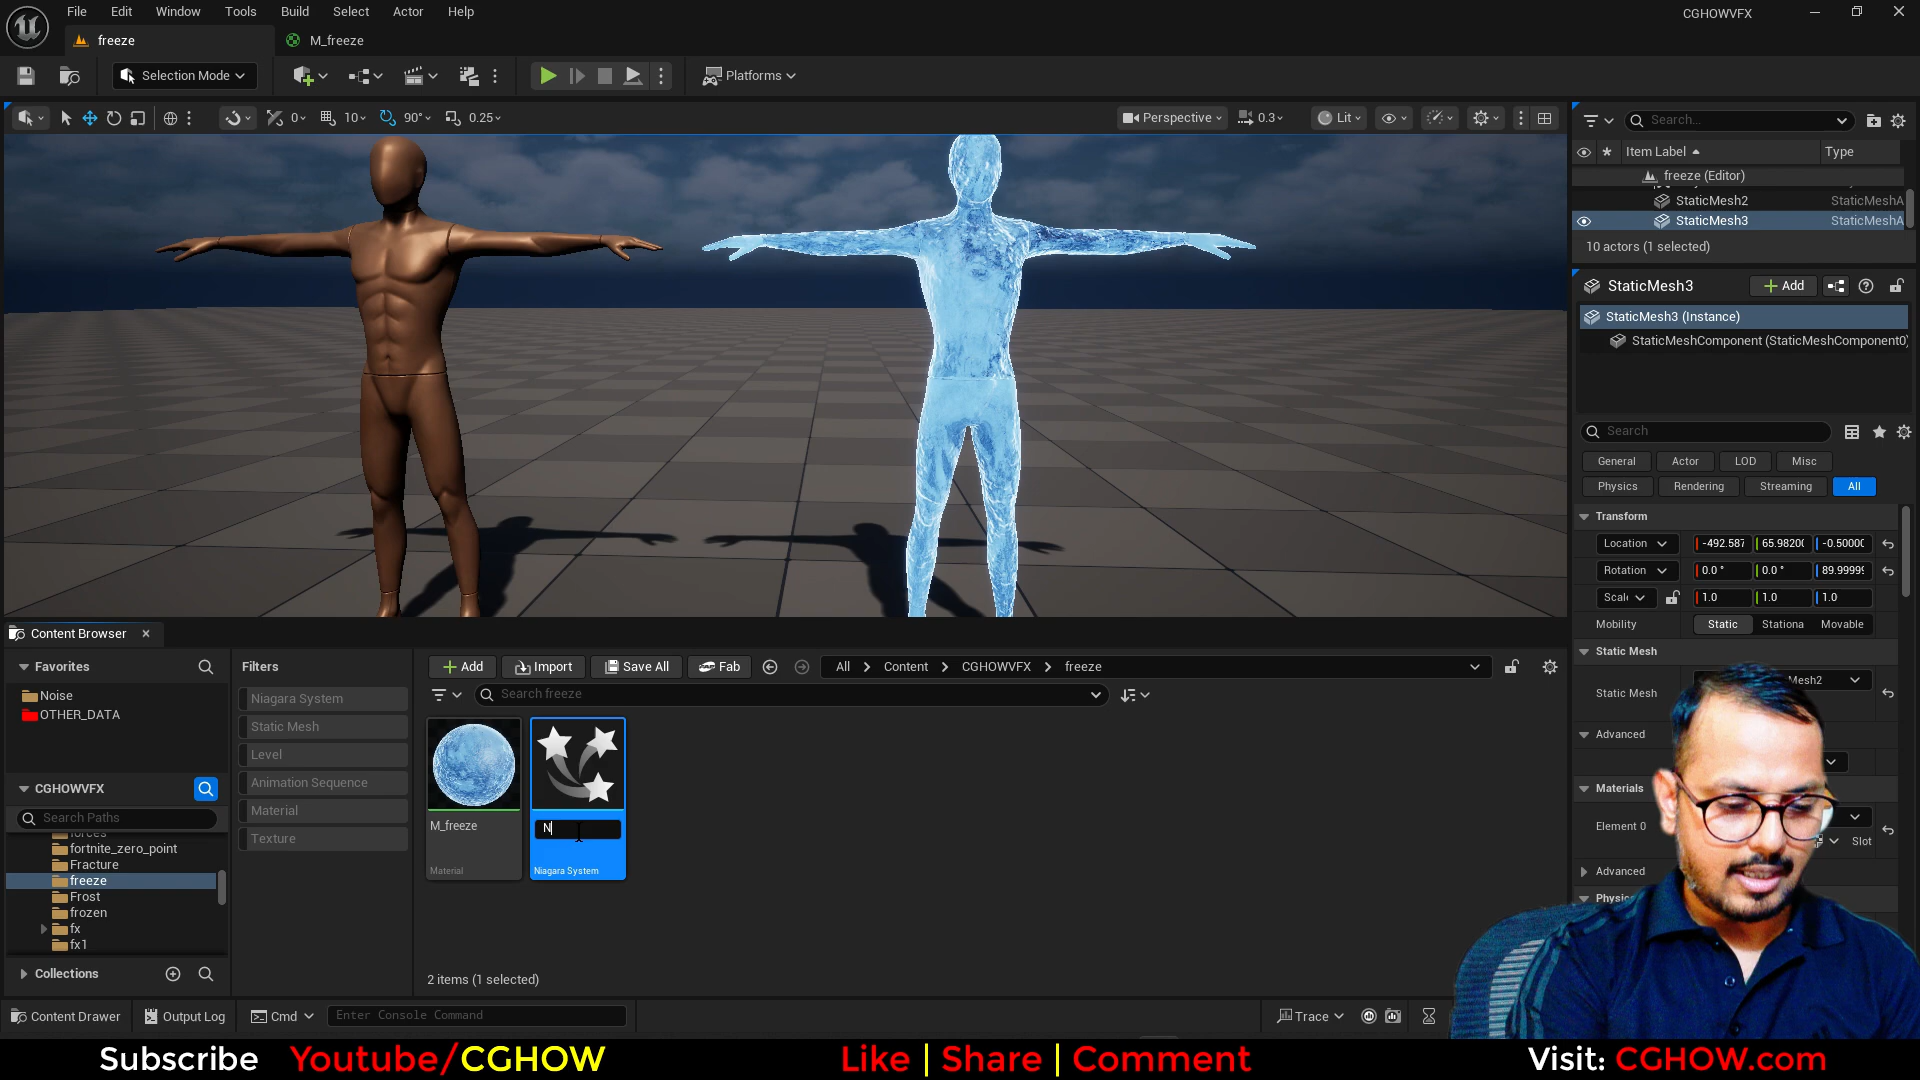 File Edit Window Tools Build Select Actor Help
CGHOWVFX
freeze
M_freeze
Selection Mode
Platforms
0
10
90°
0.25
Perspective
0.3
Lit
Search...
Item Label
Type
freeze (Editor)
StaticMesh2 StaticMeshA
StaticMesh3 StaticMeshA
10 actors (1 selected)
StaticMesh3
Add
StaticMesh3 (Instance)
StaticMeshComponent (StaticMeshComponent0)
Search
General Actor LOD Misc
Physics Rendering Streaming All
Transform
Location -492.587 65.98200 -0.50000
Rotation 0.0 ° 0.0 ° 89.99999
Scale 1.0 1.0 1.0
Mobility Static Stationa Movable
Static Mesh
Static Mesh Mesh2
Advanced
Materials
Element 0
Slot
Advanced
Physic
Content Browser
Favorites
Noise
OTHER_DATA
CGHOWVFX
Search Paths
forces
fortnite_zero_point
Fracture
freeze
Frost
frozen
fx
fx1
Collections
Filters
Niagara System
Static Mesh
Level
Animation Sequence
Material
Texture
Add Import Save All Fab All Content CGHOWVFX freeze
Search freeze
M_freeze
Material
N
Niagara System
2 items (1 selected)
Content Drawer Output Log Cmd Enter Console Command
Trace
Subscribe Youtube/CGHOW Like | Share | Comment Visit: CGHOW.com